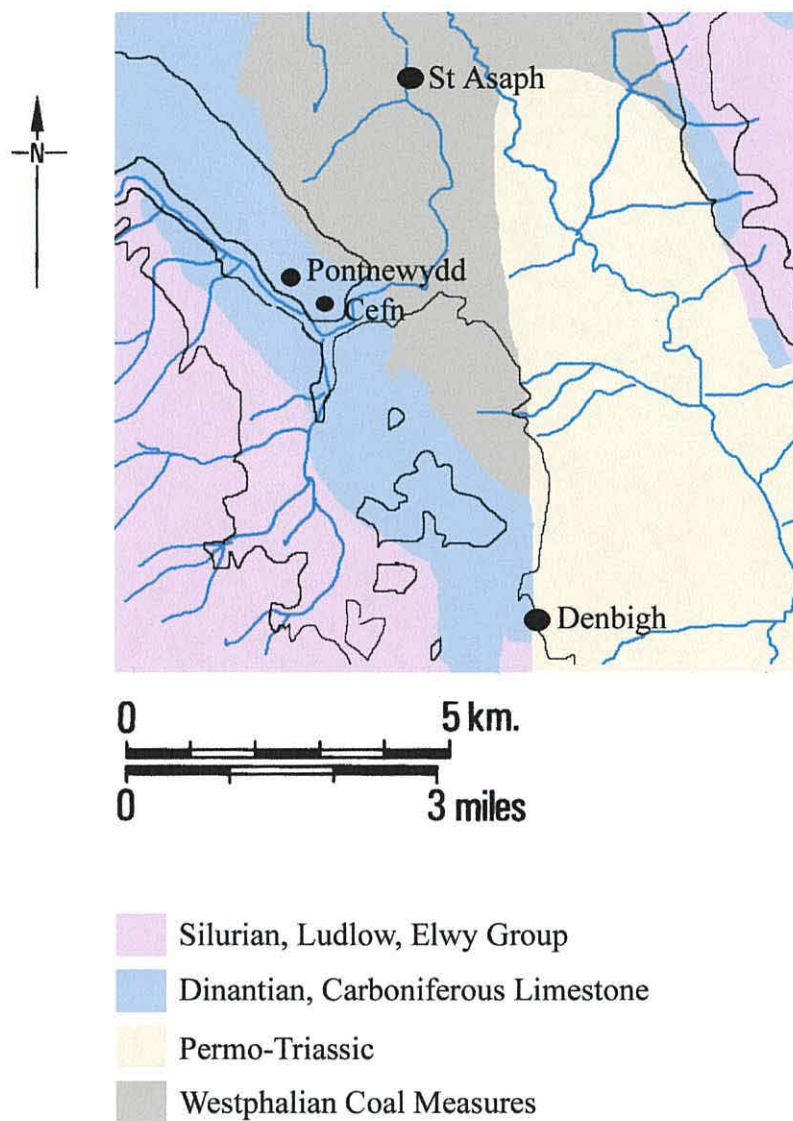 St Asaph
N
Pontnewydd
Cefn
Denbigh
0 5 km.
0 3 miles
Silurian, Ludlow, Elwy Group
Dinantian, Carboniferous Limestone
Permo-Triassic
Westphalian Coal Measures